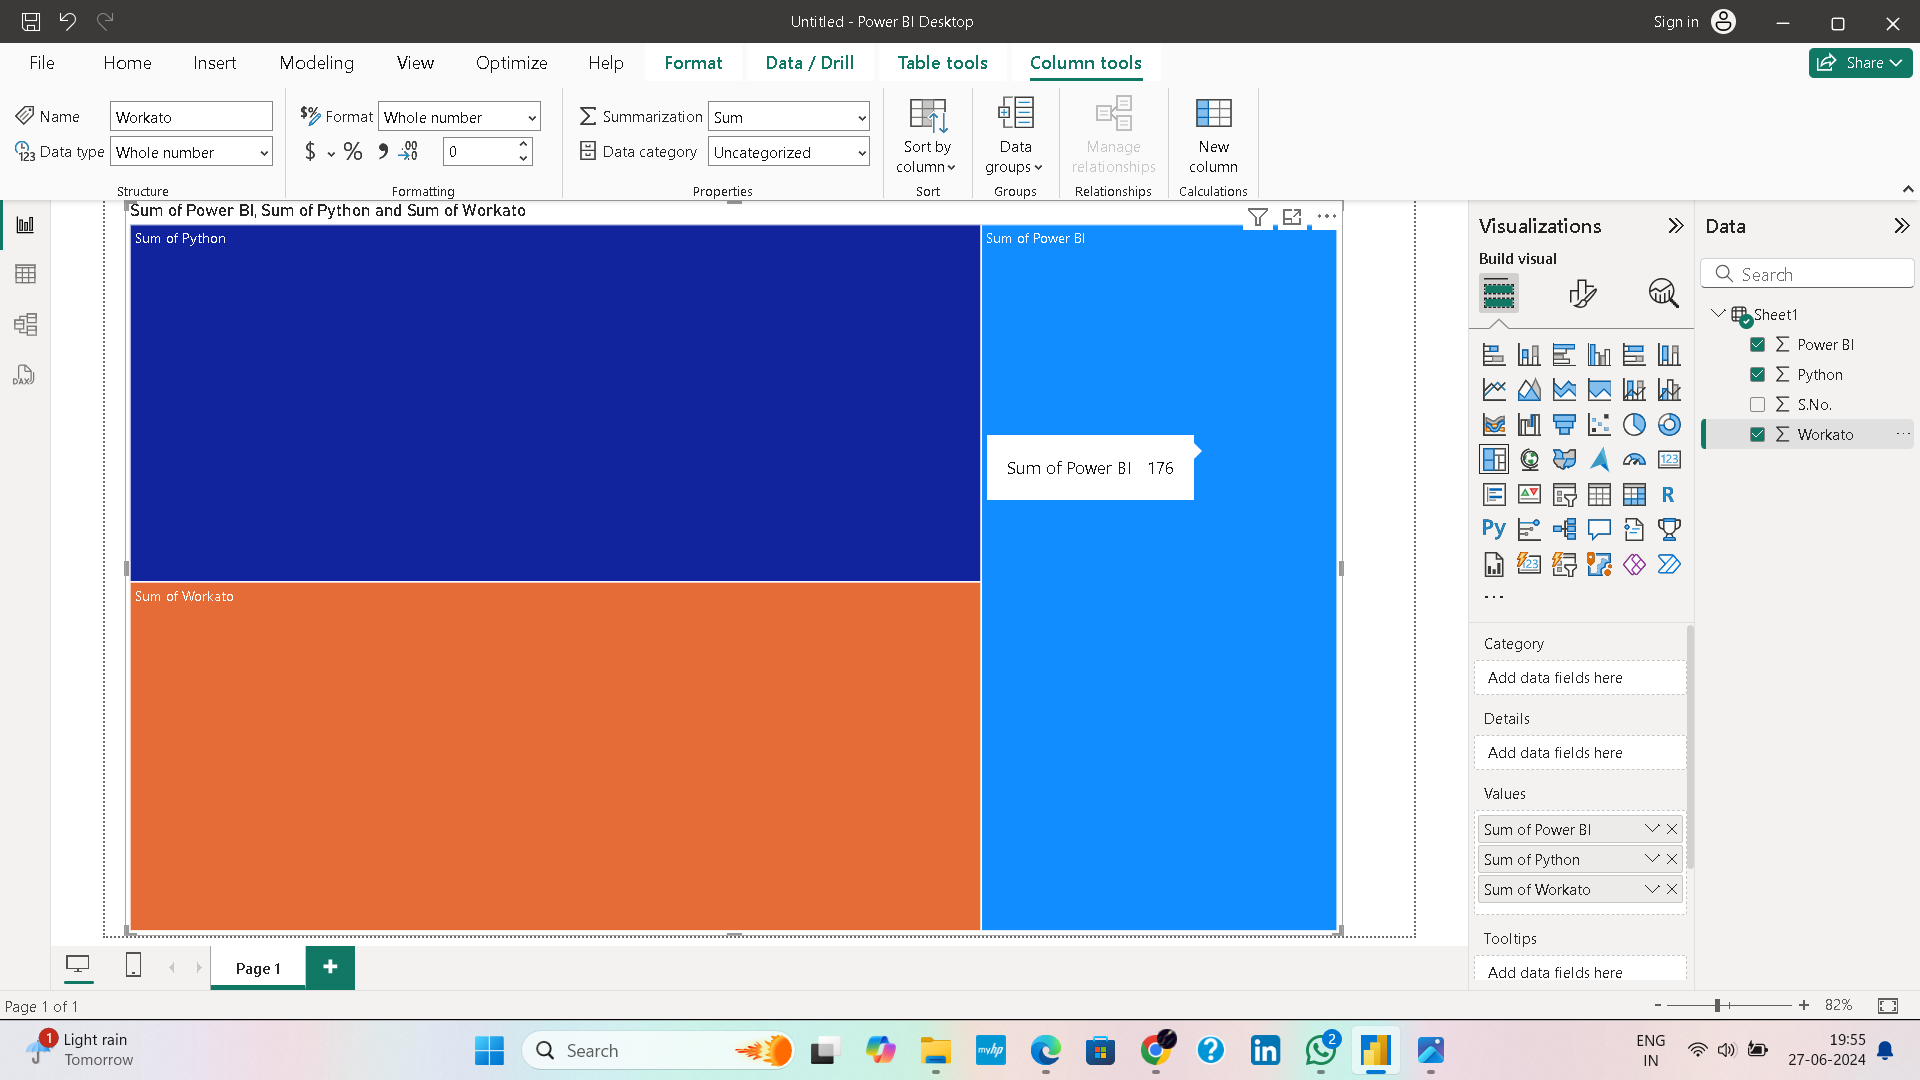 Untitled - Power BI Desktop
Sign in
File Home Insert Modeling View Optimize Help Format Data / Drill Table tools Column tools
Share
Name Workato
Data type Whole number
Structure
Format Whole number
$ % 0
Formatting
Summarization Sum
Data category Uncategorized
Properties
Sort by
column
Sort
Data
groups
Groups
Manage
relationships
Relationships
New
column
Calculations
Sum of Power BI, Sum of Python and Sum of Workato
Sum of Python
Sum of Power BI
Sum of Power BI 176
Sum of Workato
Visualizations
Build visual
Category
Add data fields here
Details
Add data fields here
Values
Sum of Power BI
Sum of Python
Sum of Workato
Tooltips
Add data fields here
Data
Search
Sheet1
Power BI
Python
S.No.
Workato
Page 1
Page 1 of 1
82%
1
Light rain
Tomorrow
Search
2
ENG
IN
19:55
27-06-2024